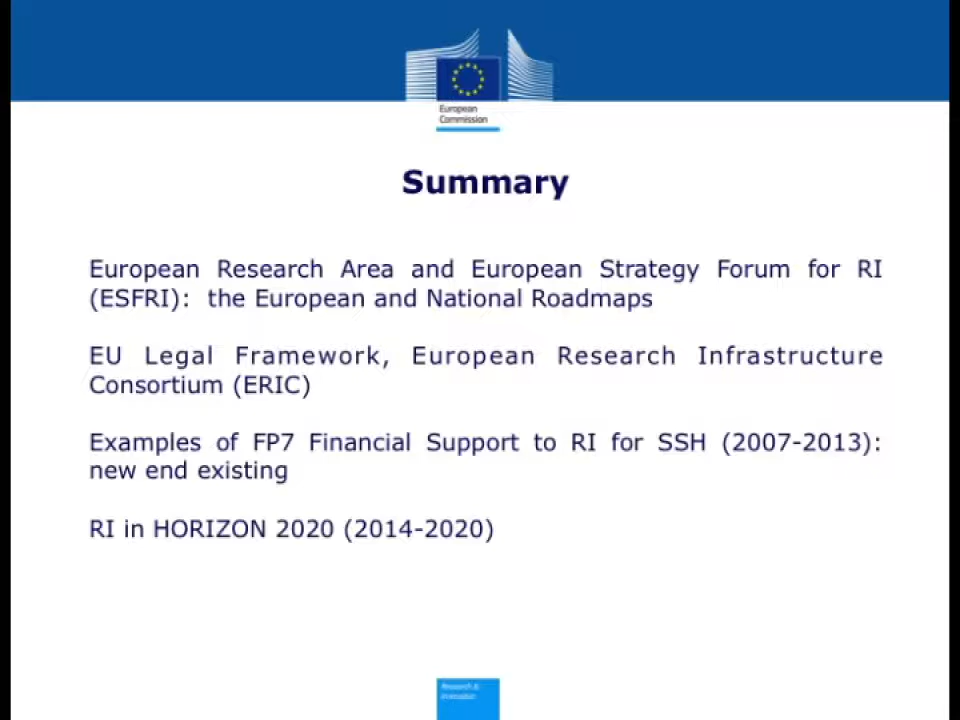 European
Commission
Summary
European Research Area and European Strategy Forum for RI
(ESFRI): the European and National Roadmaps
EU Legal Framework, European Research Infrastructure
Consortium (ERIC)
Examples of FP7 Financial Support to RI for SSH (2007-2013):
new end existing
RI in HORIZON 2020 (2014-2020)
Research &
Innovation